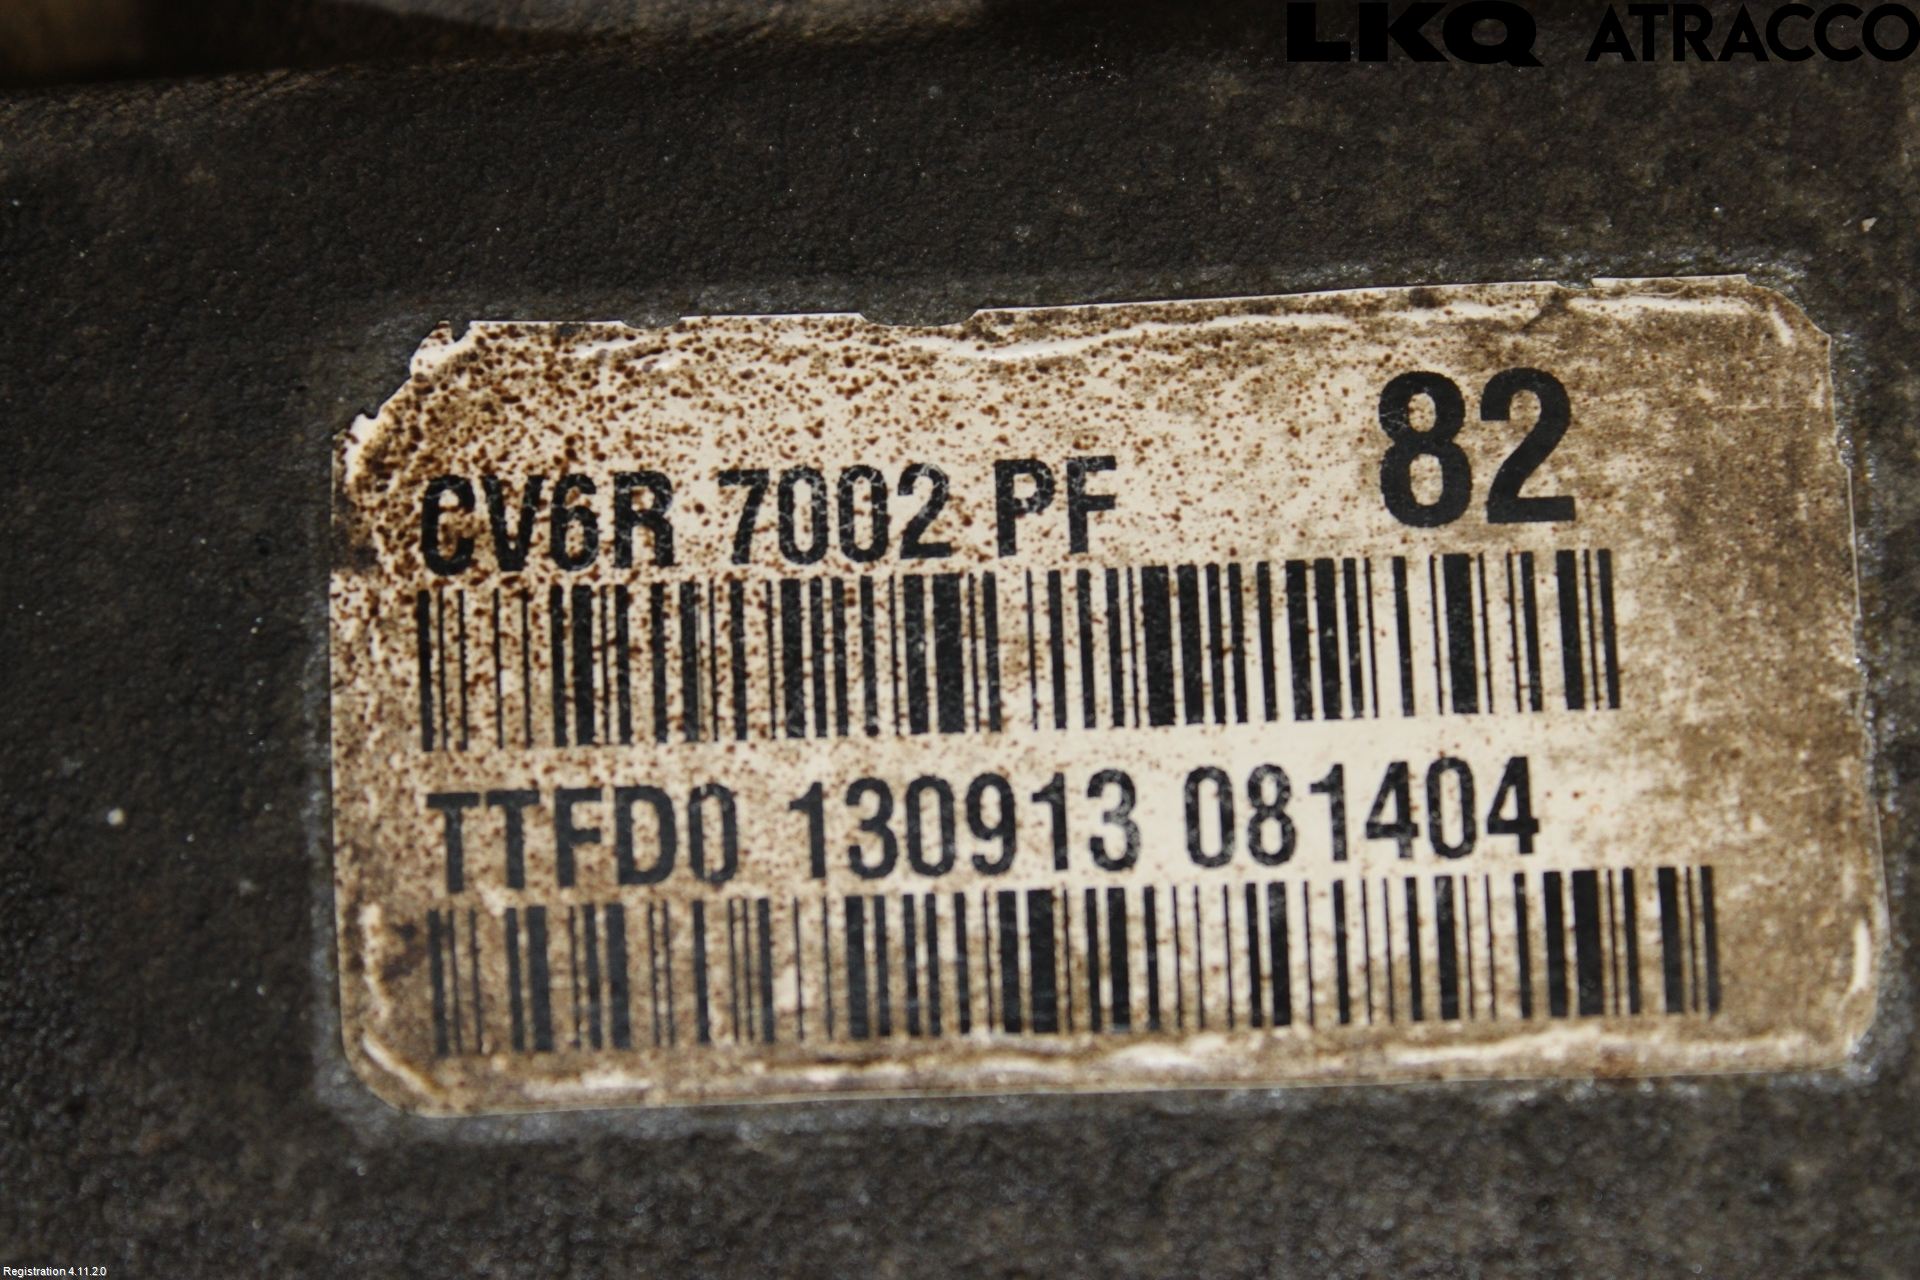 LKQ ATRACCO
82
CV6R 7002 PF
TTFD0 130913 081404
Registration 4.11.2.0